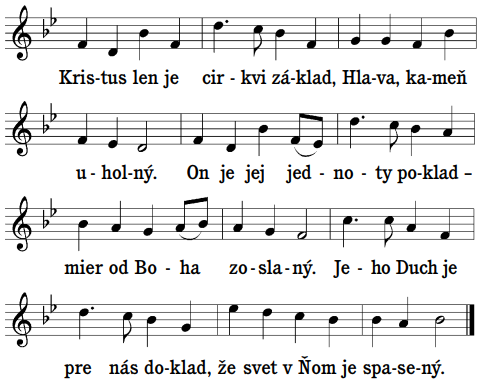 Kris-tus len je cir - kvi zá-klad, Hla-va, ka-meň
u-hol-ný. On je jej jed - no - ty po-klad –
mier od Bo - ha zo-sla-ný. Je-ho Duch je
pre nás do-klad, že svet v Ňom je spa-se-ný.